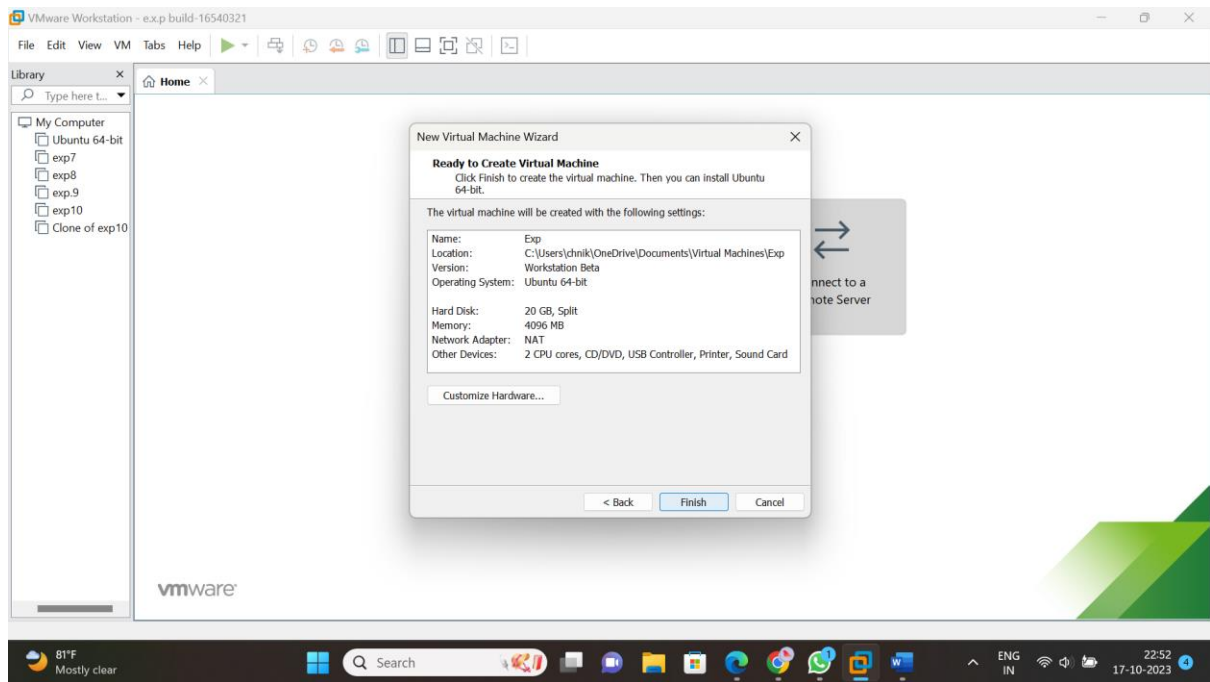 VMware Workstation - e.x.p build-16540321
File Edit View VM Tabs Help
Library
Home
Type here t...
My Computer
Ubuntu 64-bit
exp7
exp8
exp.9
exp10
Clone of exp10
New Virtual Machine Wizard
Ready to Create Virtual Machine
Click Finish to create the virtual machine. Then you can install Ubuntu
64-bit.
The virtual machine will be created with the following settings:
Name: Exp
Location: C:\Users\chnik\OneDrive\Documents\Virtual Machines\Exp
Version: Workstation Beta
Operating System: Ubuntu 64-bit
Hard Disk: 20 GB, Split
Memory: 4096 MB
Network Adapter: NAT
Other Devices: 2 CPU cores, CD/DVD, USB Controller, Printer, Sound Card
Customize Hardware...
< Back Finish Cancel
nnect to a
note Server
vmware
81°F
Mostly clear
Search
ENG
IN
22:52
17-10-2023
4
1